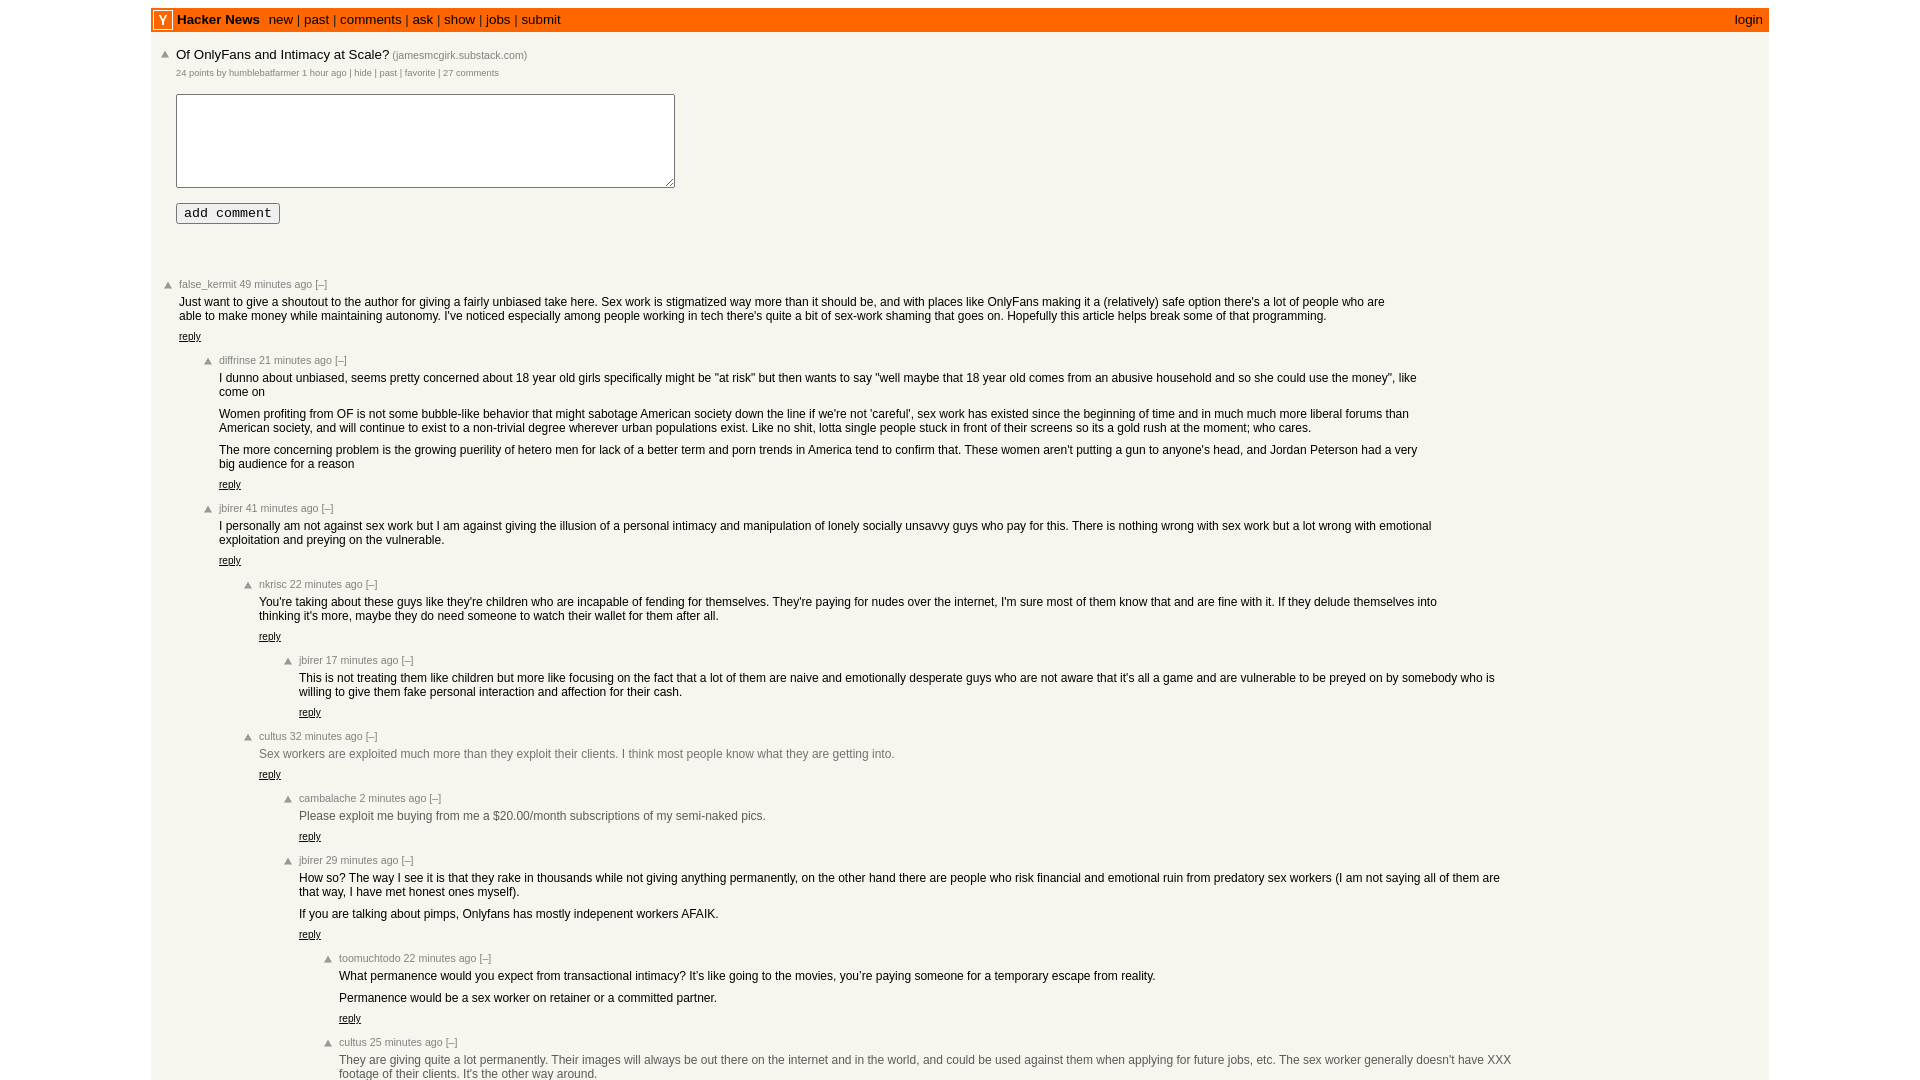 Y Hacker News new | past | comments | ask | show | jobs | submit login
Of OnlyFans and Intimacy at Scale? (jamesmcgirk.substack.com)
24 points by humblebatfarmer 1 hour ago | hide | past | favorite | 27 comments
add comment
false_kermit 49 minutes ago [–]
Just want to give a shoutout to the author for giving a fairly unbiased take here. Sex work is stigmatized way more than it should be, and with places like OnlyFans making it a (relatively) safe option there's a lot of people who are
able to make money while maintaining autonomy. I've noticed especially among people working in tech there's quite a bit of sex-work shaming that goes on. Hopefully this article helps break some of that programming.
reply
diffrinse 21 minutes ago [–]
I dunno about unbiased, seems pretty concerned about 18 year old girls specifically might be "at risk" but then wants to say "well maybe that 18 year old comes from an abusive household and so she could use the money", like
come on
Women profiting from OF is not some bubble-like behavior that might sabotage American society down the line if we're not 'careful', sex work has existed since the beginning of time and in much much more liberal forums than
American society, and will continue to exist to a non-trivial degree wherever urban populations exist. Like no shit, lotta single people stuck in front of their screens so its a gold rush at the moment; who cares.
The more concerning problem is the growing puerility of hetero men for lack of a better term and porn trends in America tend to confirm that. These women aren't putting a gun to anyone's head, and Jordan Peterson had a very
big audience for a reason
reply
jbirer 41 minutes ago [–]
I personally am not against sex work but I am against giving the illusion of a personal intimacy and manipulation of lonely socially unsavvy guys who pay for this. There is nothing wrong with sex work but a lot wrong with emotional
exploitation and preying on the vulnerable.
reply
nkrisc 22 minutes ago [–]
You're taking about these guys like they're children who are incapable of fending for themselves. They're paying for nudes over the internet, I'm sure most of them know that and are fine with it. If they delude themselves into
thinking it's more, maybe they do need someone to watch their wallet for them after all.
reply
jbirer 17 minutes ago [–]
This is not treating them like children but more like focusing on the fact that a lot of them are naive and emotionally desperate guys who are not aware that it's all a game and are vulnerable to be preyed on by somebody who is
willing to give them fake personal interaction and affection for their cash.
reply
cultus 32 minutes ago [–]
Sex workers are exploited much more than they exploit their clients. I think most people know what they are getting into.
reply
cambalache 2 minutes ago [–]
Please exploit me buying from me a $20.00/month subscriptions of my semi-naked pics.
reply
jbirer 29 minutes ago [–]
How so? The way I see it is that they rake in thousands while not giving anything permanently, on the other hand there are people who risk financial and emotional ruin from predatory sex workers (I am not saying all of them are
that way, I have met honest ones myself).
If you are talking about pimps, Onlyfans has mostly indepenent workers AFAIK.
reply
toomuchtodo 22 minutes ago [–]
What permanence would you expect from transactional intimacy? It’s like going to the movies, you’re paying someone for a temporary escape from reality.
Permanence would be a sex worker on retainer or a committed partner.
reply
cultus 25 minutes ago [–]
They are giving quite a lot permanently. Their images will always be out there on the internet and in the world, and could be used against them when applying for future jobs, etc. The sex worker generally doesn't have XXX
footage of their clients. It's the other way around.